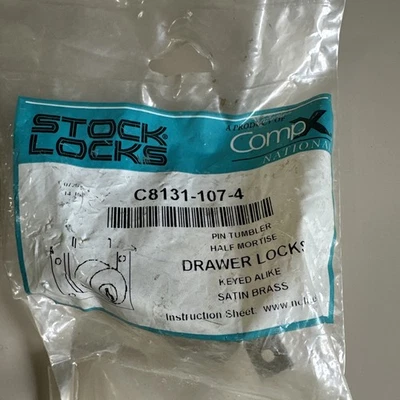 STOCK
LOCKS
A PRODUCT OF
CompX
NATIONAL
C8131-107-4
PIN TUMBLER
HALF MORTISE
DRAWER LOCKS
KEYED ALIKE
SATIN BRASS
Instruction Sheet: